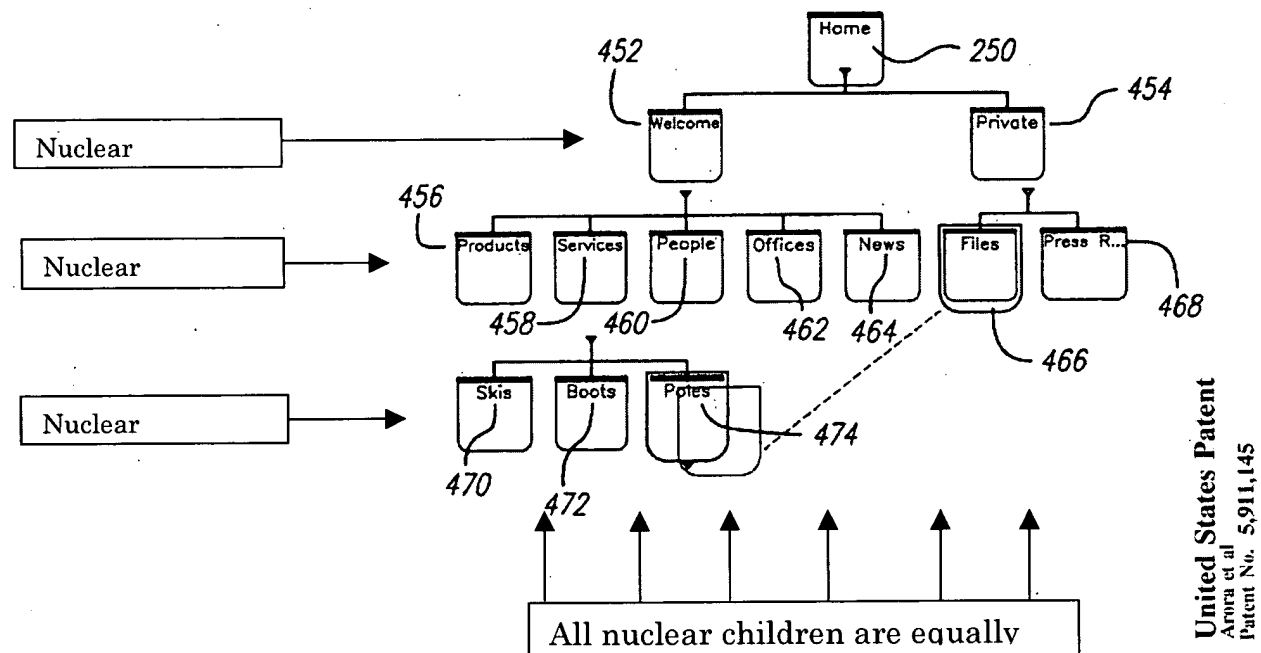 Home
250
452
454
Welcome
Private
Nuclear
456
Products
Services
People
Offices
News
Files
Press R...
Nuclear
458
460
462
464
468
466
Skis
Boots
Poles
Nuclear
474
470
472
All nuclear children are equally
United States Patent
Arora et al
Patent No. 5,911,145